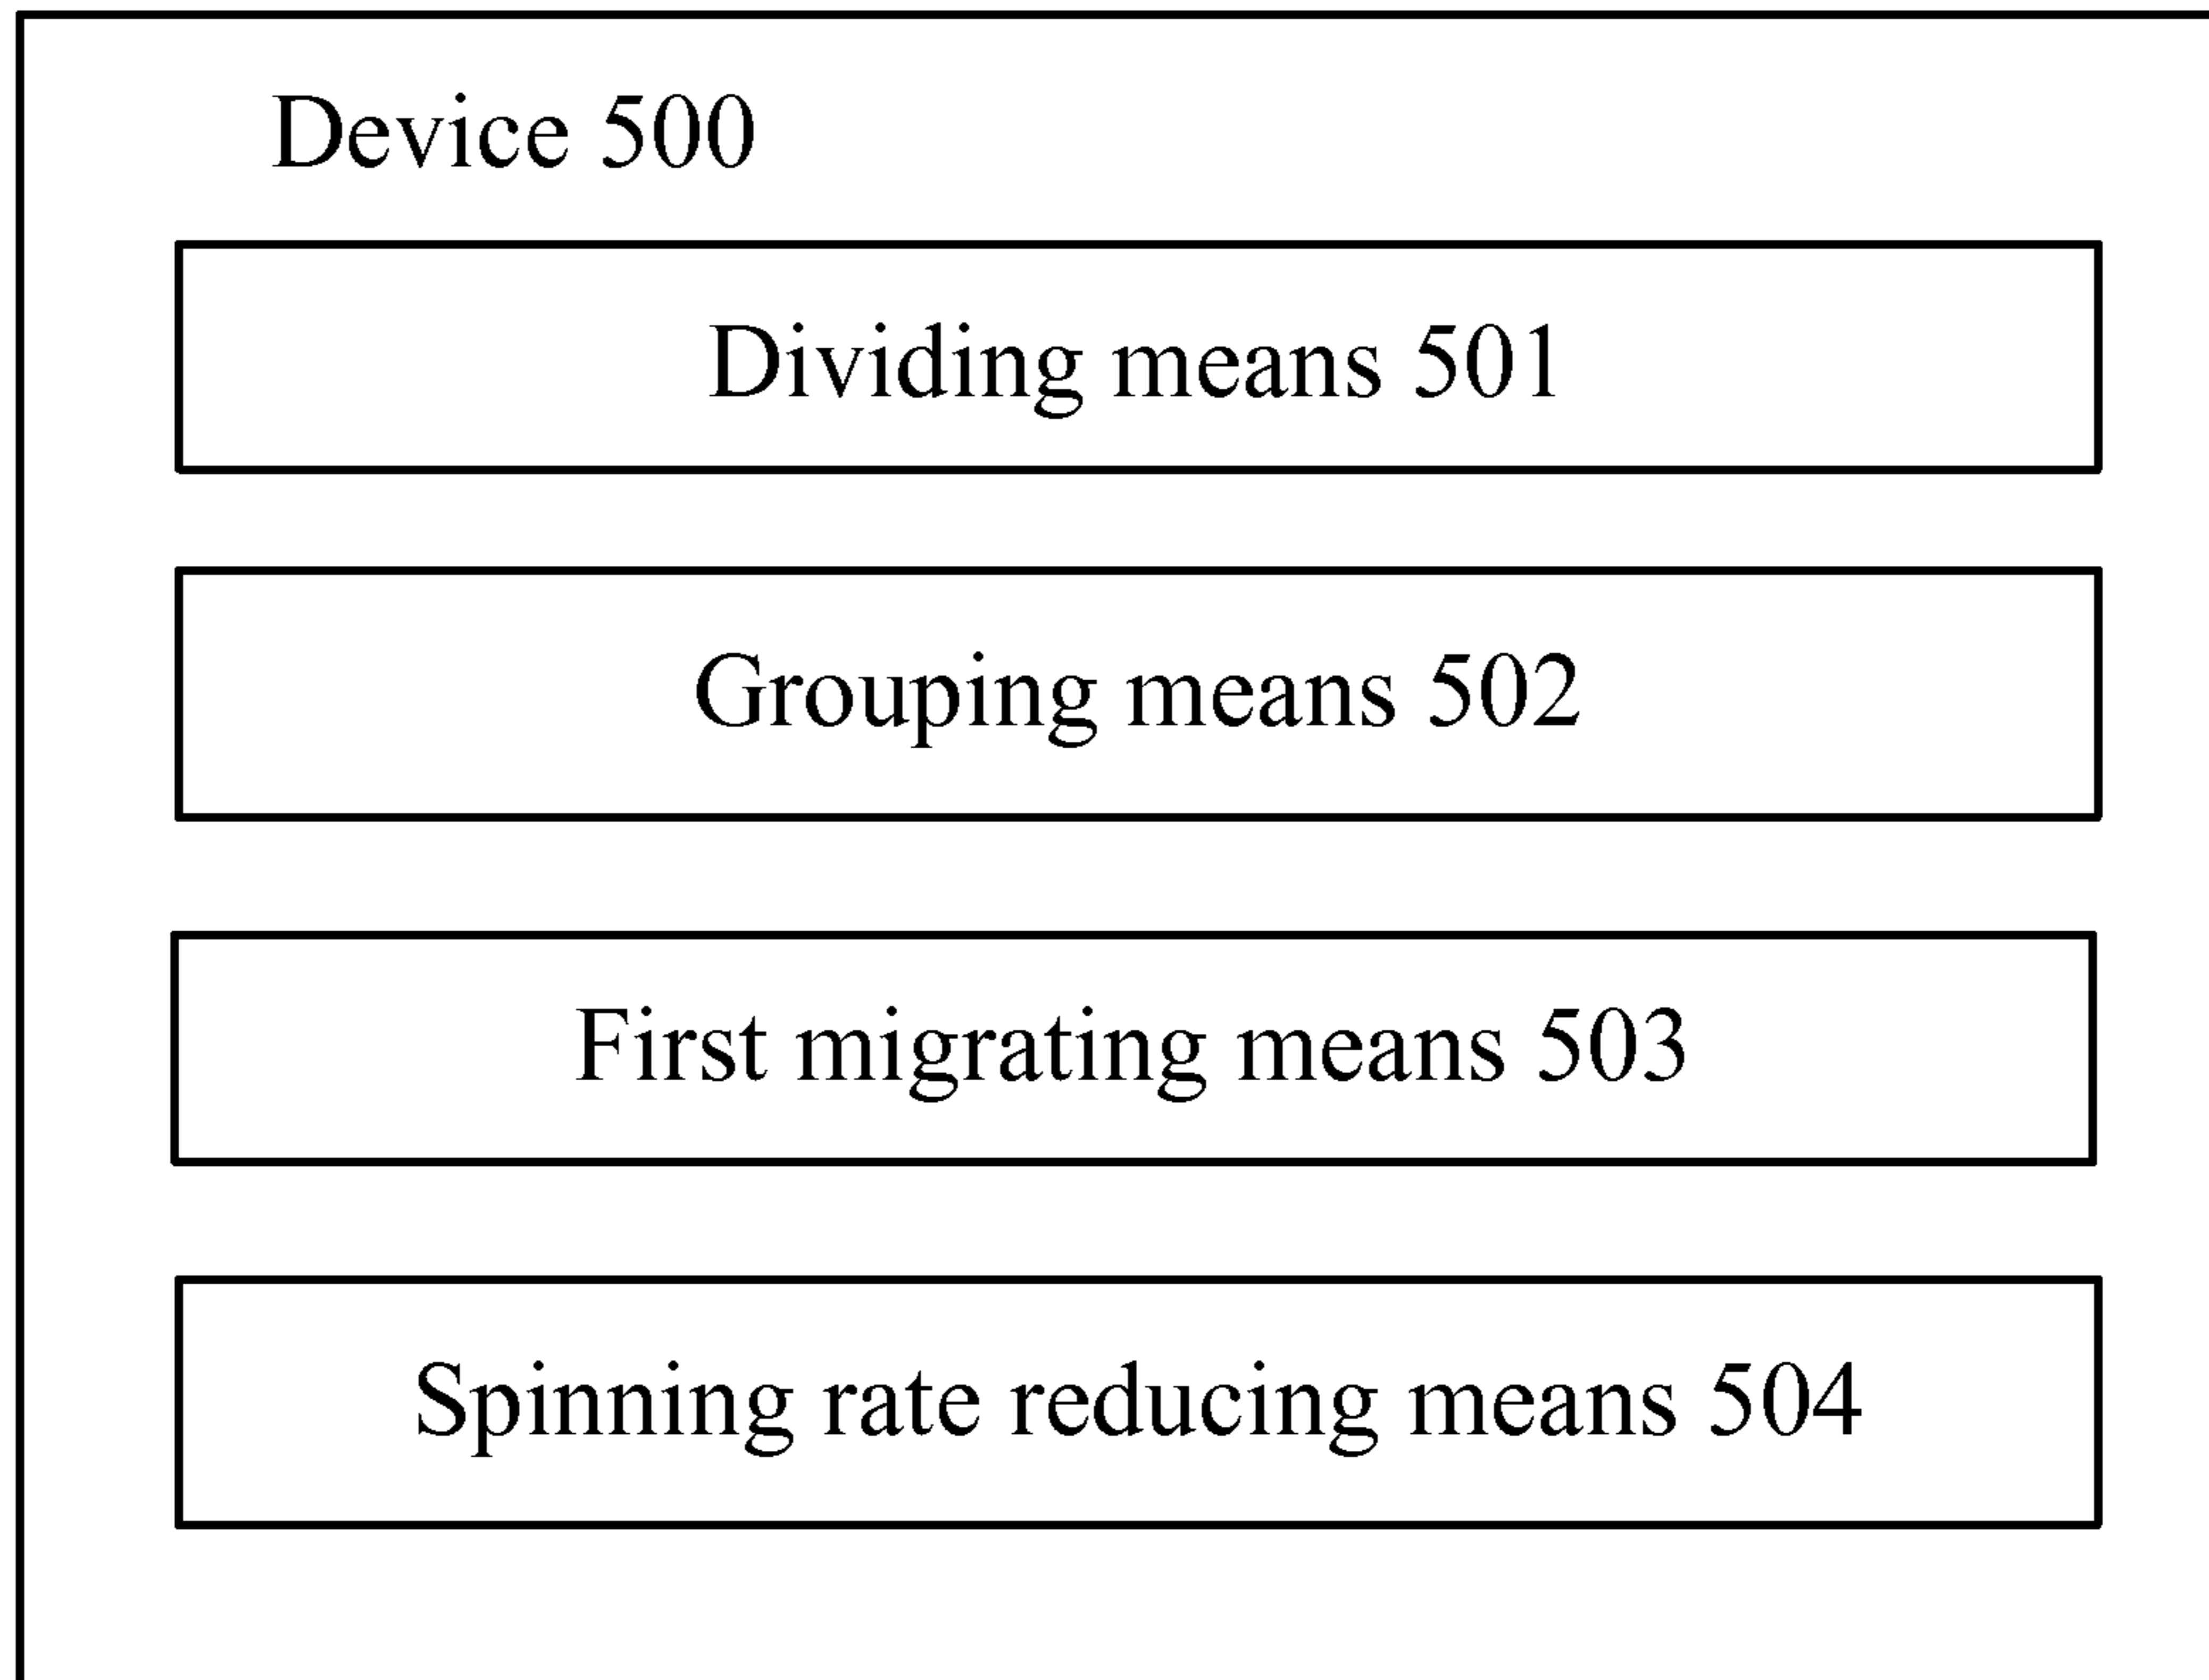 Device 500
Dividing means 501
Grouping means 502
First migrating means 503
Spinning rate reducing means 504